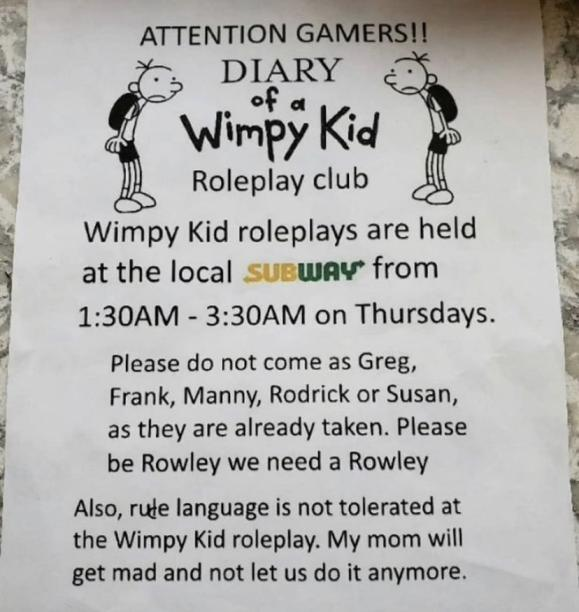 ATTENTION GAMERS!!
DIARY
of a
Wimpy Kid
Roleplay club
Wimpy Kid roleplays are held
at the local SUBWAY from
1:30AM - 3:30AM on Thursdays.
Please do not come as Greg,
Frank, Manny, Rodrick or Susan,
as they are already taken. Please
be Rowley we need a Rowley
Also, rude language is not tolerated at
the Wimpy Kid roleplay. My mom will
get mad and not let us do it anymore.